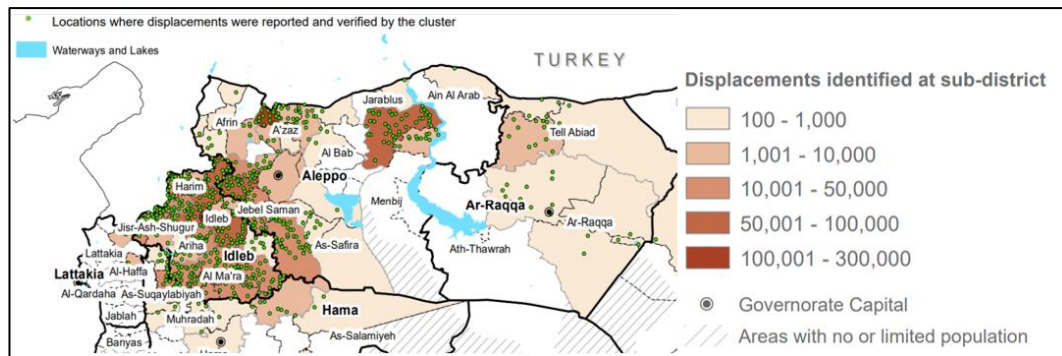 Locations where displacements were reported and verified by the cluster
Waterways and Lakes
TURKEY
Displacements identified at sub-district
100 - 1,000
1,001 - 10,000
10,001 - 50,000
50,001 - 100,000
100,001 - 300,000
Governorate Capital
Areas with no or limited population
Jarablus
Ain Al Arab
Afrin
A'zaz
Tell Abiad
Al Bab
Aleppo
Harim
Menbij
Ar-Raqqa
Idleb
Jebel Saman
Ar-Raqqa
Jisr-Ash-Shugur
As-Safira
Ath-Thawrah
Lattakia
Ariha
Idleb
Lattakia
Al-Haffa
Al Ma'ra
Al-Qardaha
As-Suqaylabiyah
Hama
Jablah
Muhradah
As-Salamiyeh
Banyas
Hama